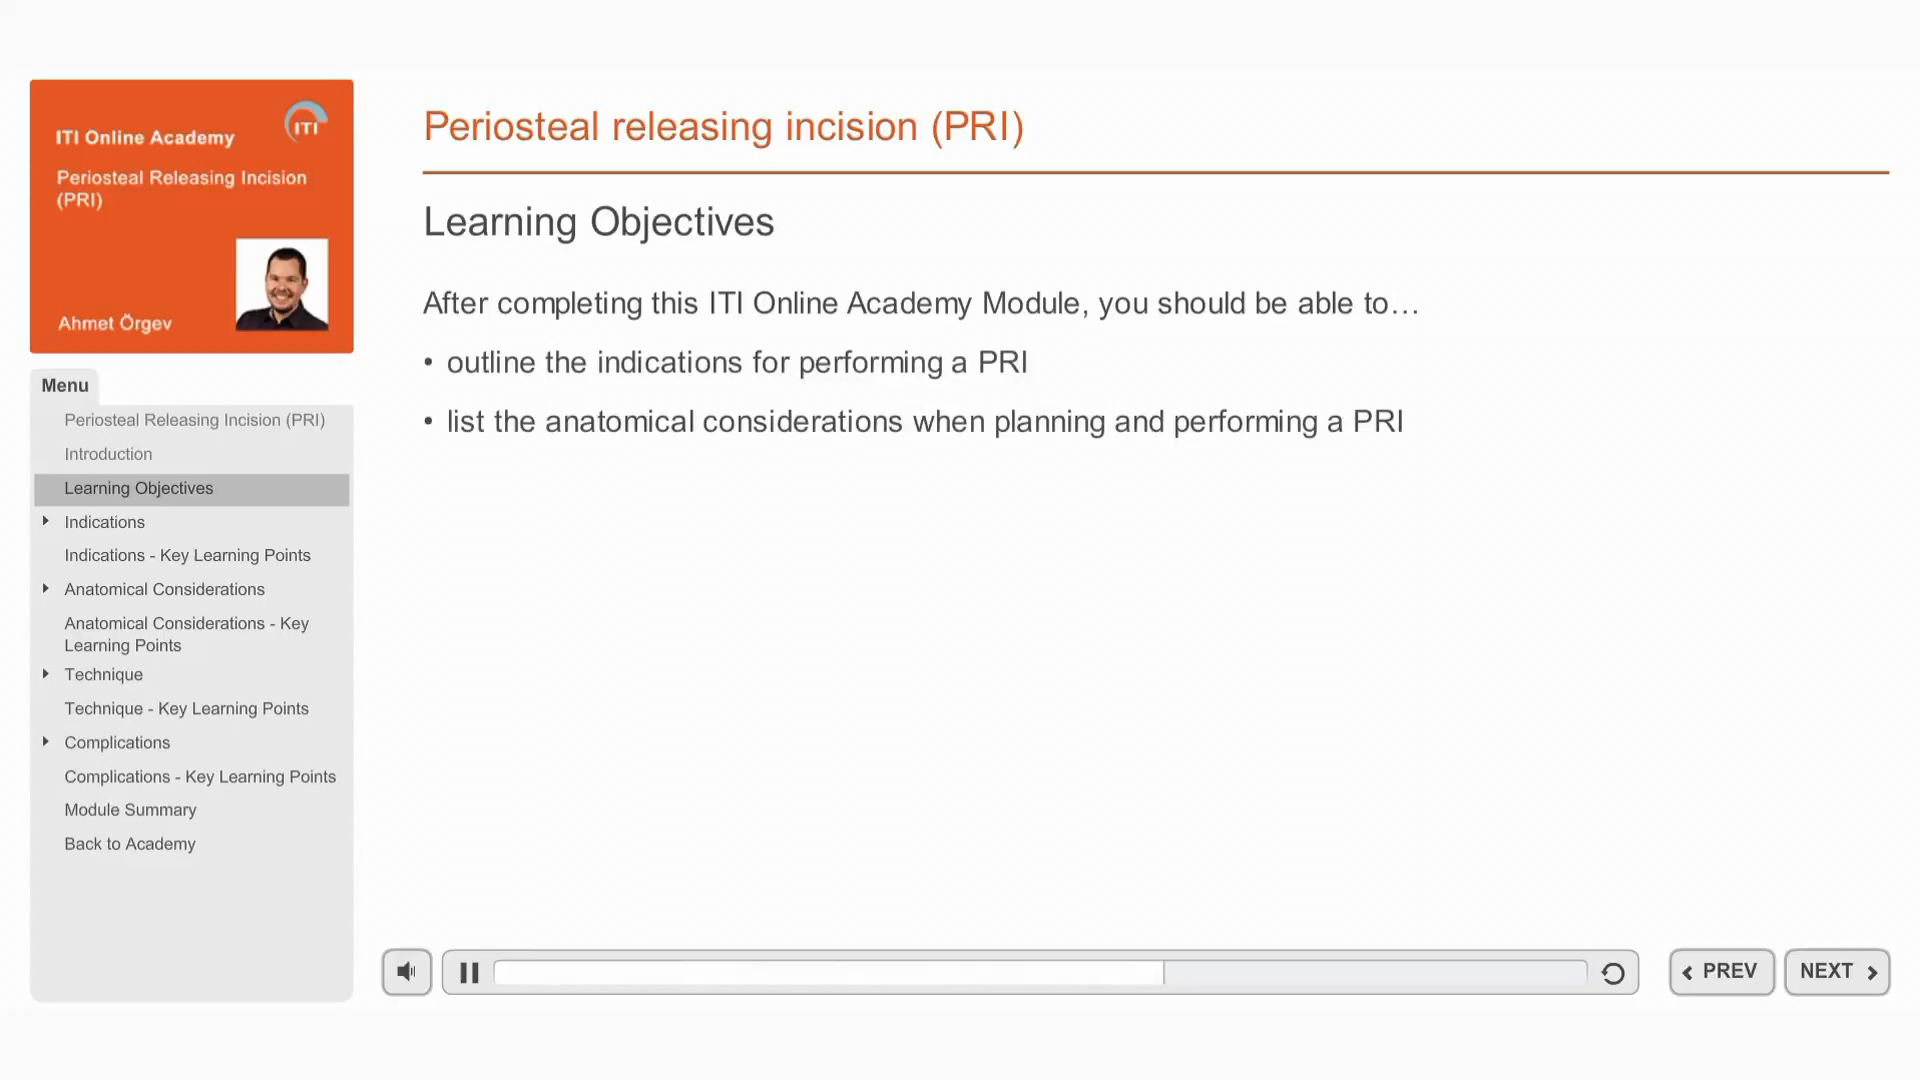 ITI Online Academy
ITI
Periosteal Releasing Incision
(PRI)
Ahmet Örgev
Menu
Periosteal Releasing Incision (PRI)
Introduction
Learning Objectives
Indications
Indications - Key Learning Points
Anatomical Considerations
Anatomical Considerations - Key
Learning Points
Technique
Technique - Key Learning Points
Complications
Complications - Key Learning Points
Module Summary
Back to Academy
Periosteal releasing incision (PRI)
Learning Objectives
After completing this ITI Online Academy Module, you should be able to…
• outline the indications for performing a PRI
• list the anatomical considerations when planning and performing a PRI
PREV
NEXT